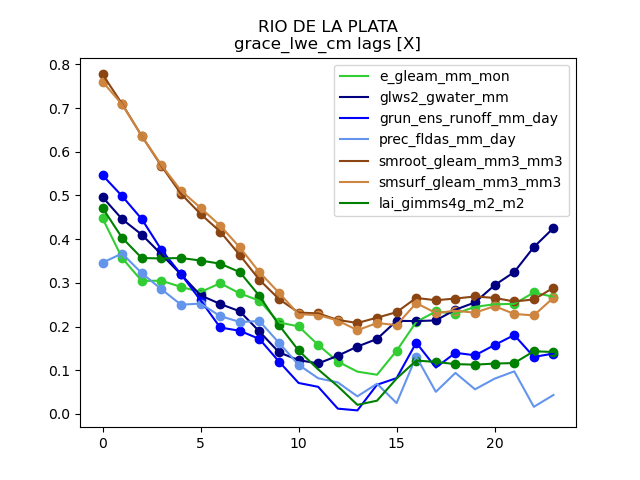 RIO DE LA PLATA
grace_lwe_cm lags [X]
0.8
0.7
0.6
0.5
0.4
0.3
0.2
0.1
0.0
e_gleam_mm_mon
glws2_gwater_mm
grun_ens_runoff_mm_day
prec_fldas_mm_day
smroot_gleam_mm3_mm3
smsurf_gleam_mm3_mm3
lai_gimms4g_m2_m2
0 5 10 15 20